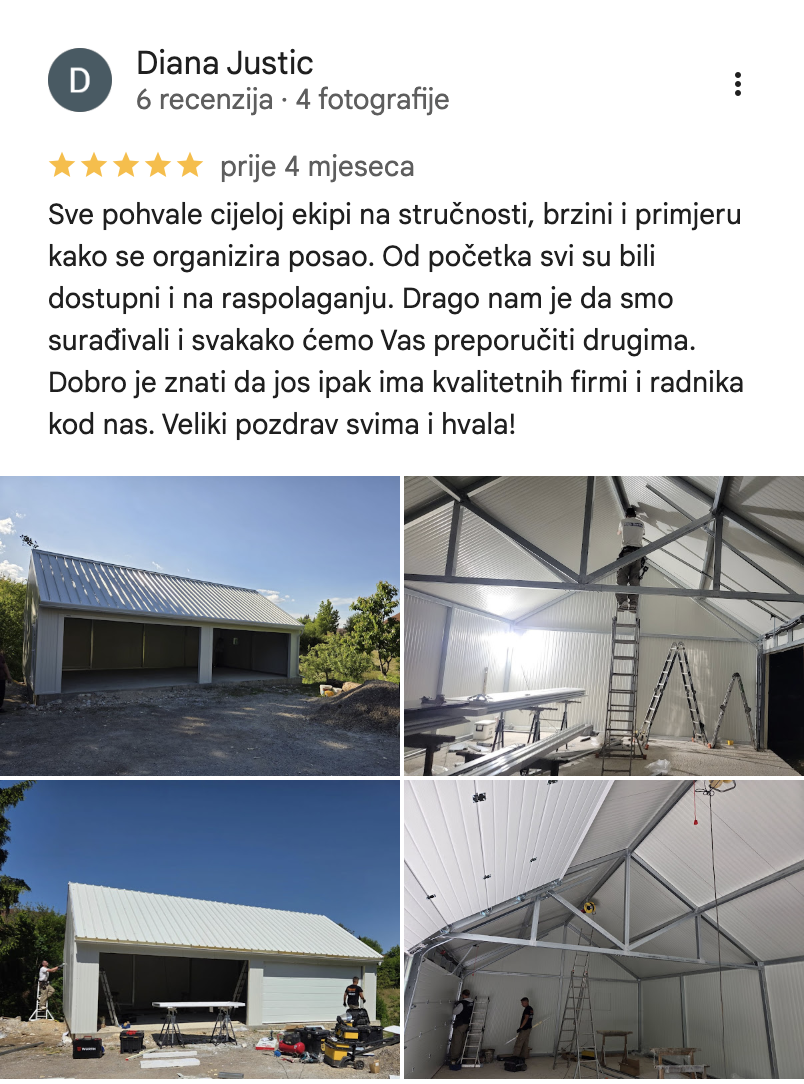 D
Diana Justic
6 recenzija · 4 fotografije
prije 4 mjeseca
Sve pohvale cijeloj ekipi na stručnosti, brzini i primjeru
kako se organizira posao. Od početka svi su bili
dostupni i na raspolaganju. Drago nam je da smo
surađivali i svakako ćemo Vas preporučiti drugima.
Dobro je znati da jos ipak ima kvalitetnih firmi i radnika
kod nas. Veliki pozdrav svima i hvala!